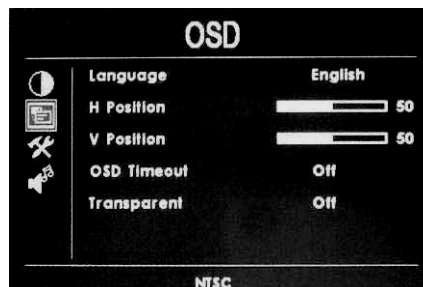 OSD
Language English
H Position 50
V Position 50
OSD Timeout Off
Transparent Off
NTSC